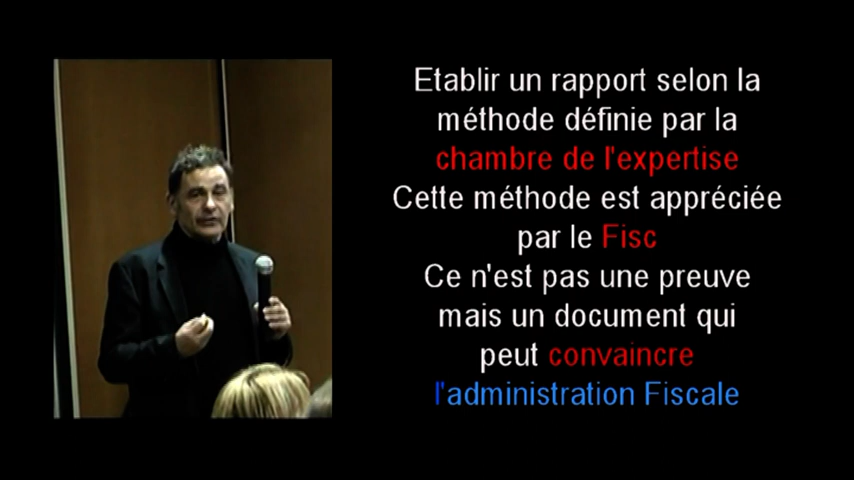 Etablir un rapport selon la
méthode définie par la
chambre de l'expertise
Cette méthode est appréciée
par le Fisc
Ce n'est pas une preuve
mais un document qui
peut convaincre
l'administration Fiscale